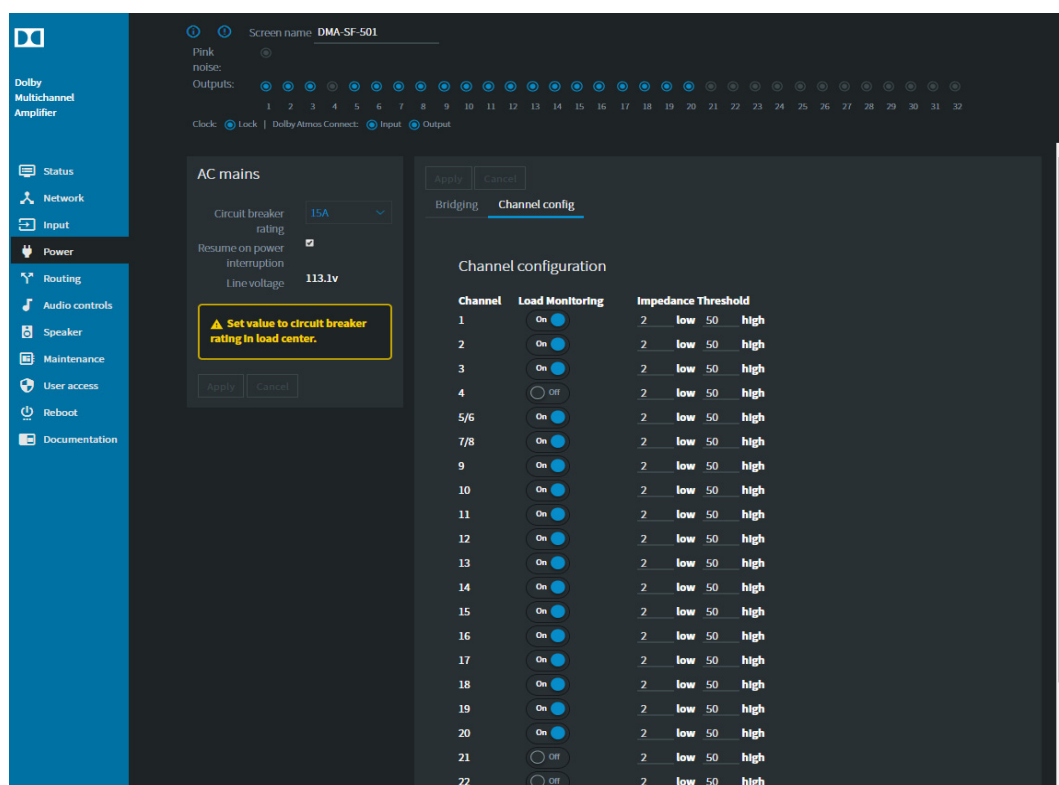 Dolby
Multichannel
Amplifier
Status
Network
Input
Power
Routing
Audio controls
Speaker
Maintenance
User access
Reboot
Documentation
Screen name DMA-SF-501
Pink
noise:
Outputs:
1 2 3 4 5 6 7 8 9 10 11 12 13 14 15 16 17 18 19 20 21 22 23 24 25 26 27 28 29 30 31 32
Clock: Lock | Dolby Atmos Connect: Input Output
AC mains
Circuit breaker
rating
15A
Resume on power
interruption
Line voltage
113.1v
Set value to circuit breaker
rating in load center.
Apply Cancel
Apply Cancel
Bridging Channel config
Channel configuration
Channel Load Monitoring Impedance Threshold
1 On 2 low 50 high
2 On 2 low 50 high
3 On 2 low 50 high
4 Off 2 low 50 high
5/6 On 2 low 50 high
7/8 On 2 low 50 high
9 On 2 low 50 high
10 On 2 low 50 high
11 On 2 low 50 high
12 On 2 low 50 high
13 On 2 low 50 high
14 On 2 low 50 high
15 On 2 low 50 high
16 On 2 low 50 high
17 On 2 low 50 high
18 On 2 low 50 high
19 On 2 low 50 high
20 On 2 low 50 high
21 Off 2 low 50 high
22 Off 2 low 50 high